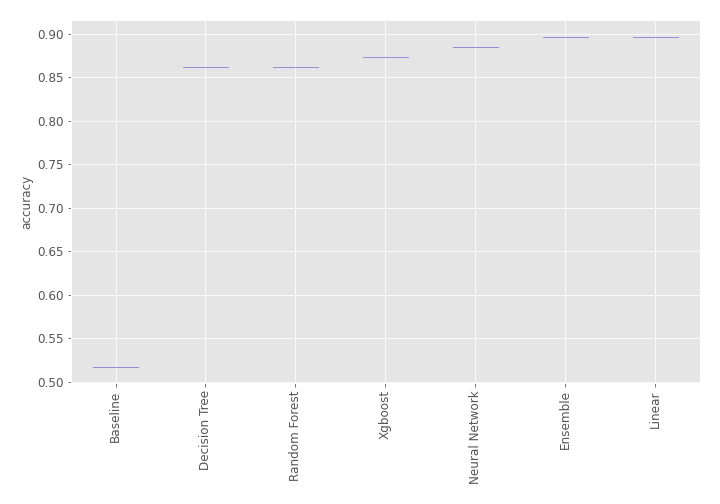 0.90
0.85
0.80
0.75
0.70
0.65
0.60
0.55
0.50
accuracy
Baseline
Decision Tree
Random Forest
Xgboost
Neural Network
Ensemble
Linear